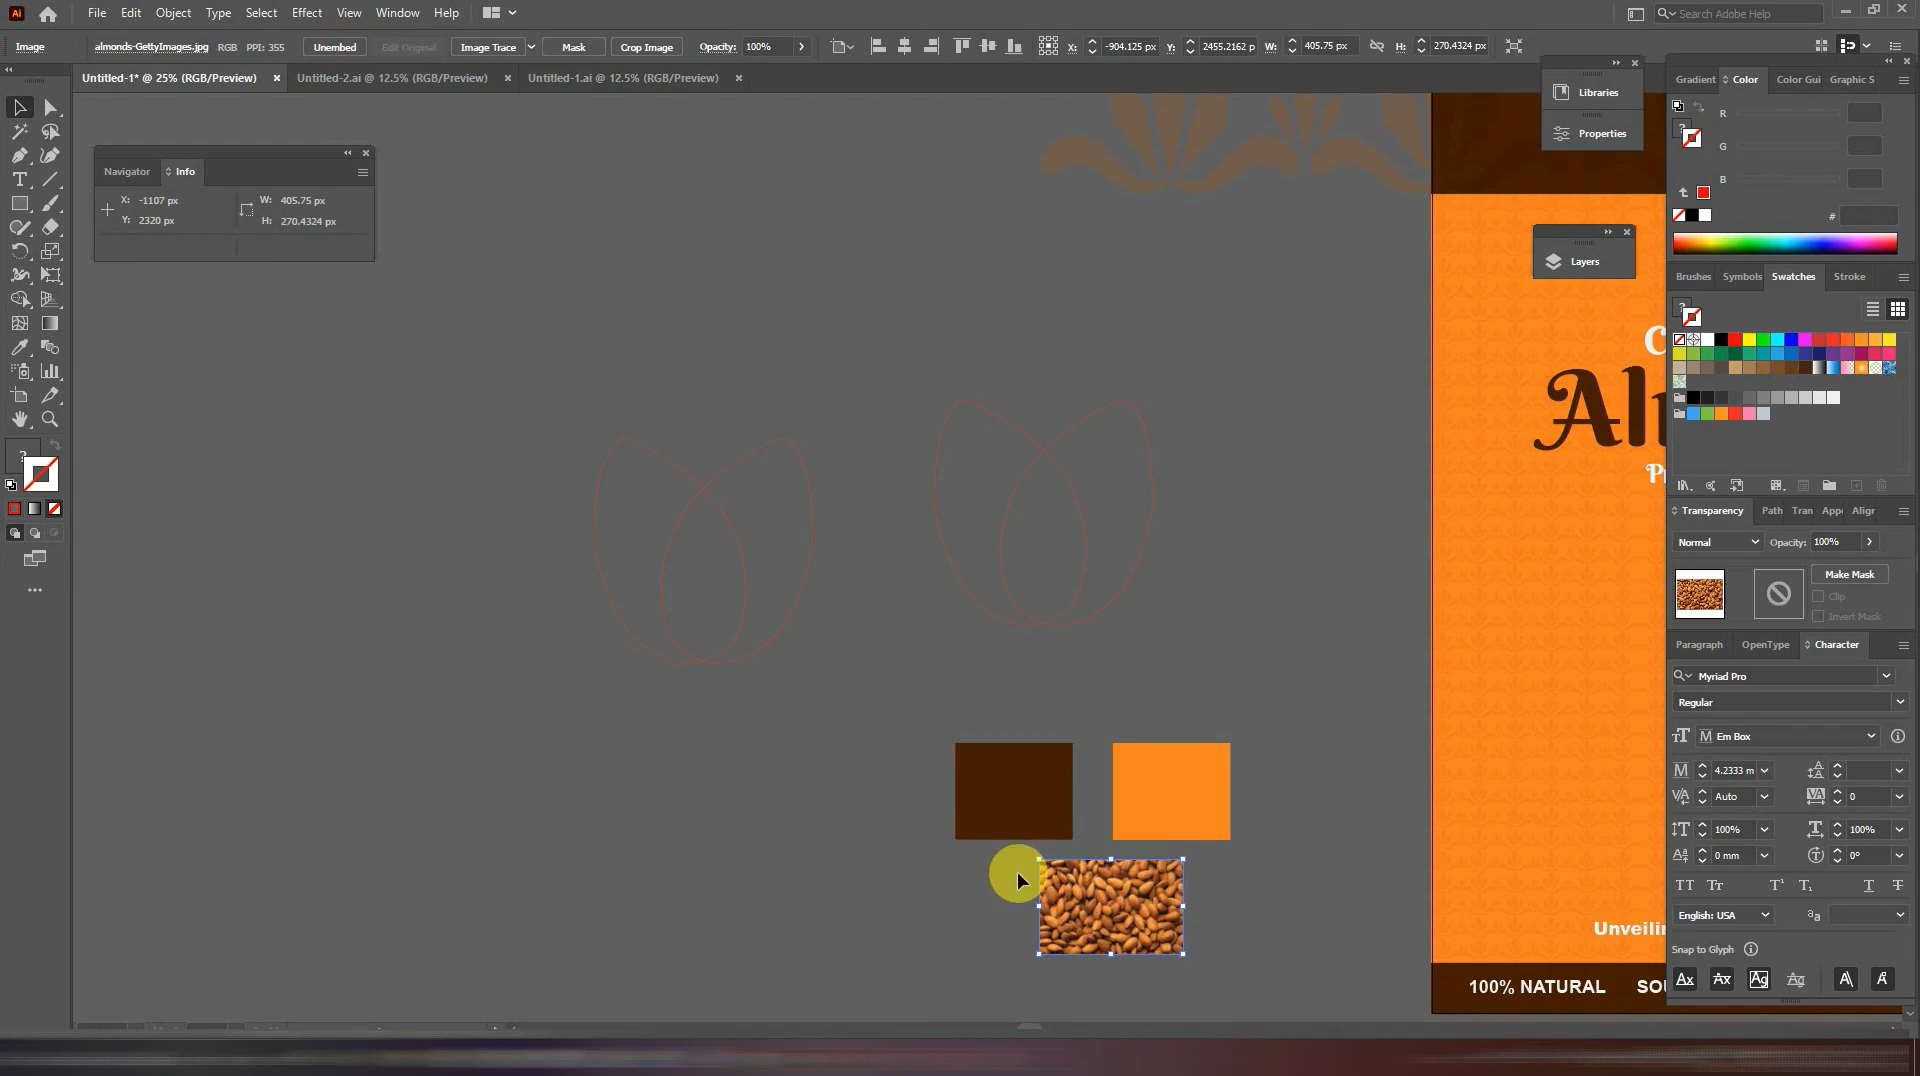 Ai File Edit Object Type Select Effect View Window Help Search Adobe Help
Image almonds-GettyImages.jpg RGB PPI: 355 Unembed Edit Original Image Trace Mask Crop Image Opacity: 100% X: -904.125 px Y: 2455.2162 p W: 405.75 px H: 270.4324 px
Untitled-1* @ 25% (RGB/Preview) Untitled-2.ai @ 12.5% (RGB/Preview) Untitled-1.ai @ 12.5% (RGB/Preview)
Libraries
Properties
Layers
Navigator Info
X: -1107 px W: 405.75 px
Y: 2320 px H: 270.4324 px
Gradient Color Color Gui Graphic S
R
G
B
#
Brushes Symbols Swatches Stroke
Transparency Path Tran Appe Align
Normal Opacity: 100%
Make Mask
Clip
Invert Mask
Paragraph OpenType Character
Myriad Pro
Regular
Em Box
4.2333 m
Auto 0
100% 100%
0 mm 0°
English: USA
Snap to Glyph
Unveilin
100% NATURAL SOU